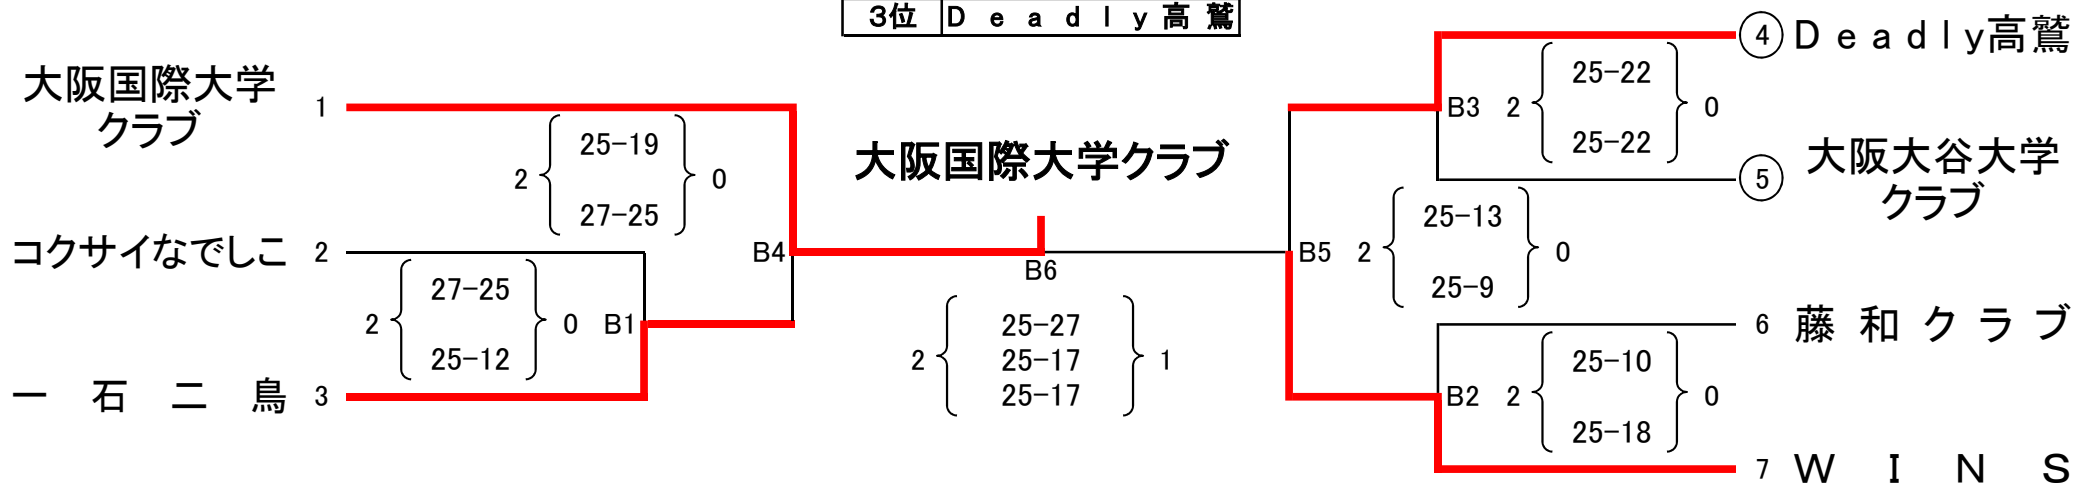 3位 Deadly高鷲
④ Deadly高鷲
大阪国際大学
クラブ
1
25-22
B3 2 0
25-22
25-19
2 0
27-25
大阪国際大学クラブ
大阪大谷大学
クラブ
⑤
コクサイなでしこ 2
B4
B6
B5
25-13
2 0
25-9
27-25
2 0 B1
25-12
25-27
2 25-17 1
25-17
6 藤和クラブ
25-10
B2 2 0
25-18
一石二鳥 3
7 WINS